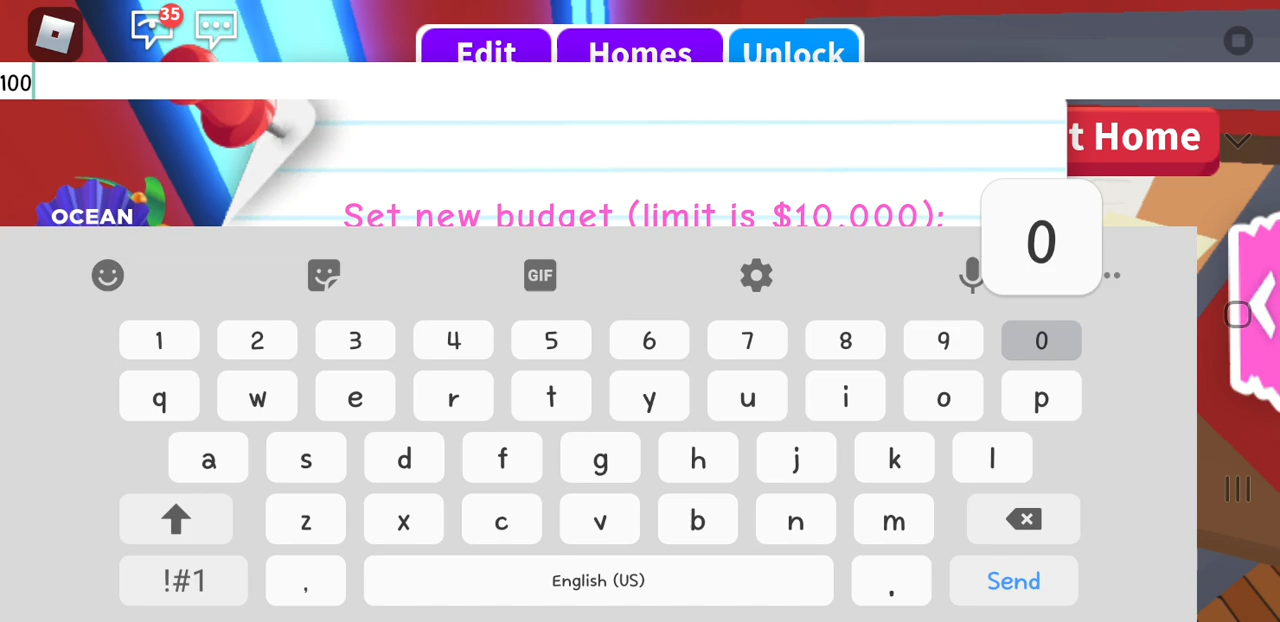 35
Edit Homes Unlock
100
t Home
OCEAN
Set new budget (limit is $10,000):
0
GIF
1 2 3 4 5 6 7 8 9 0
q w e r t y u i o p
a s d f g h j k l
z x c v b n m
!#1 , English (US) . Send